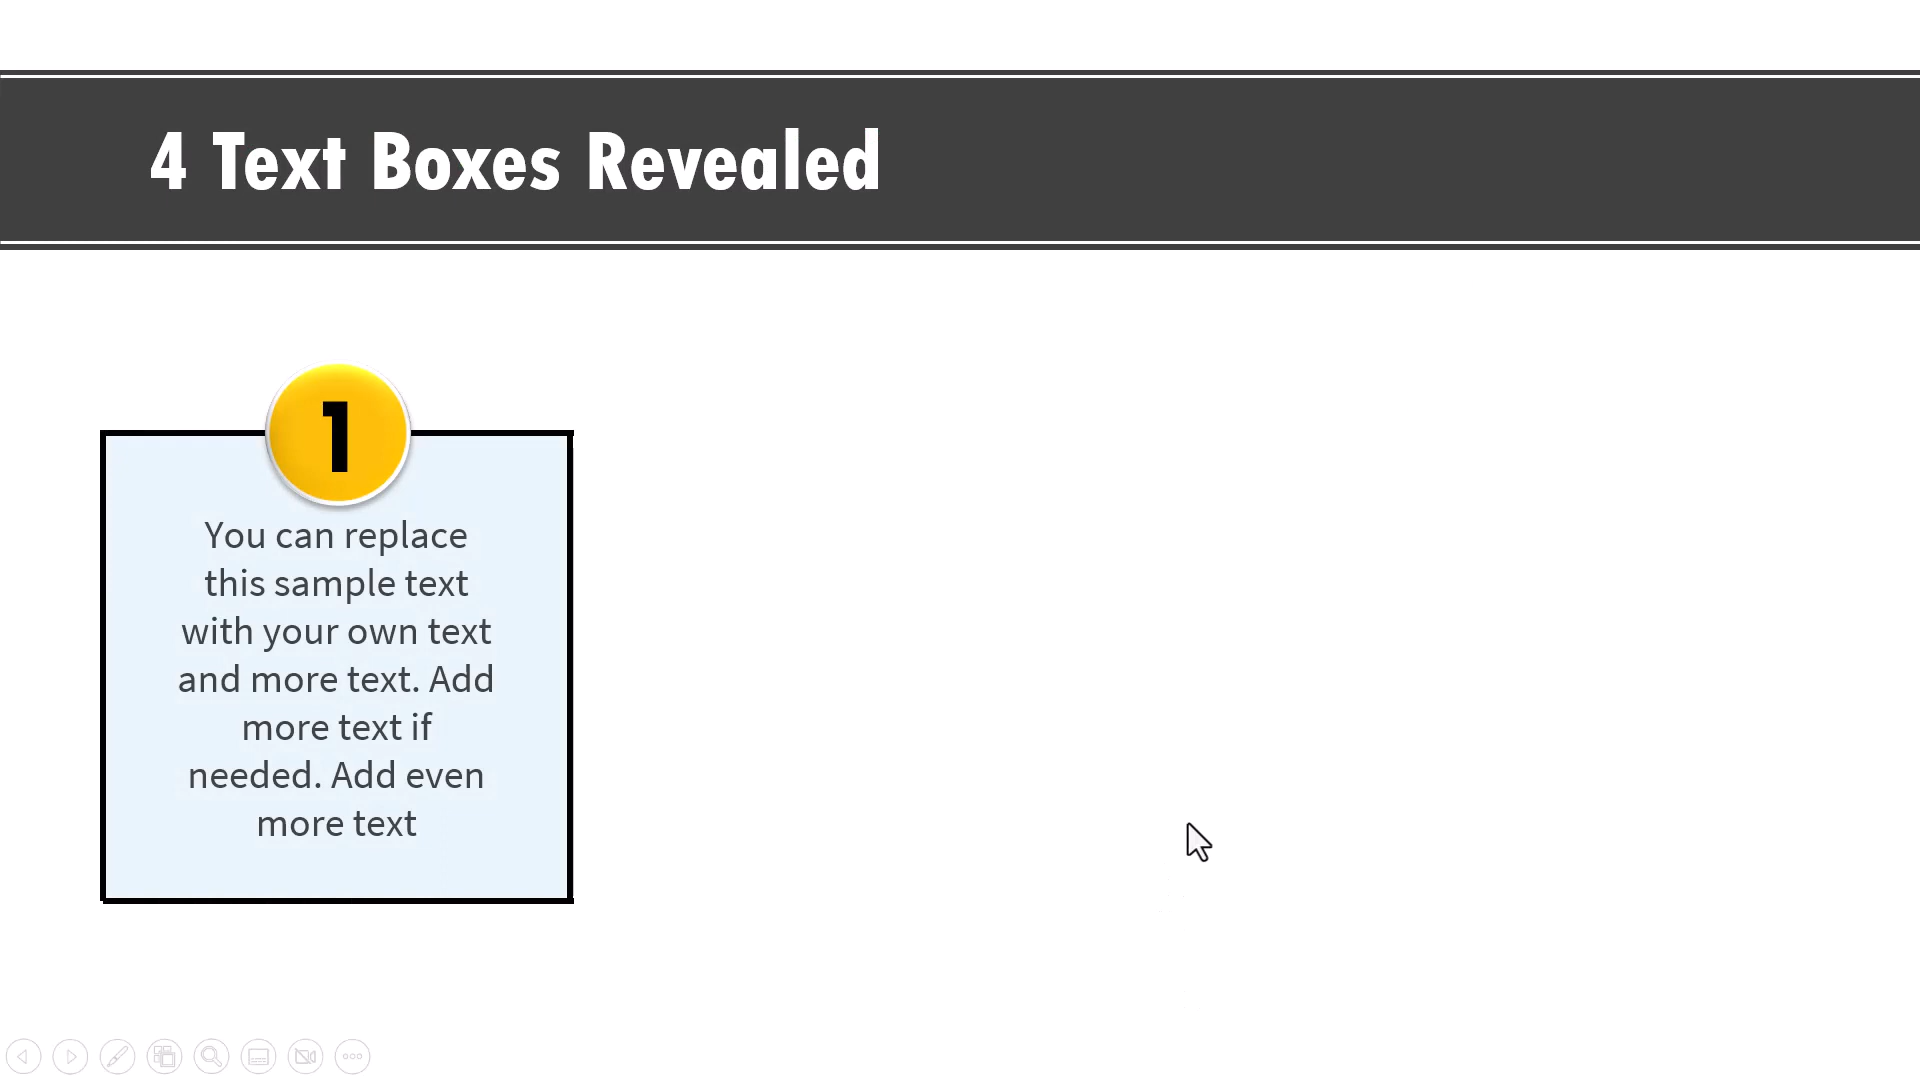 4 Text Boxes Revealed
1
You can replace
this sample text
with your own text
and more text. Add
more text if
needed. Add even
more text